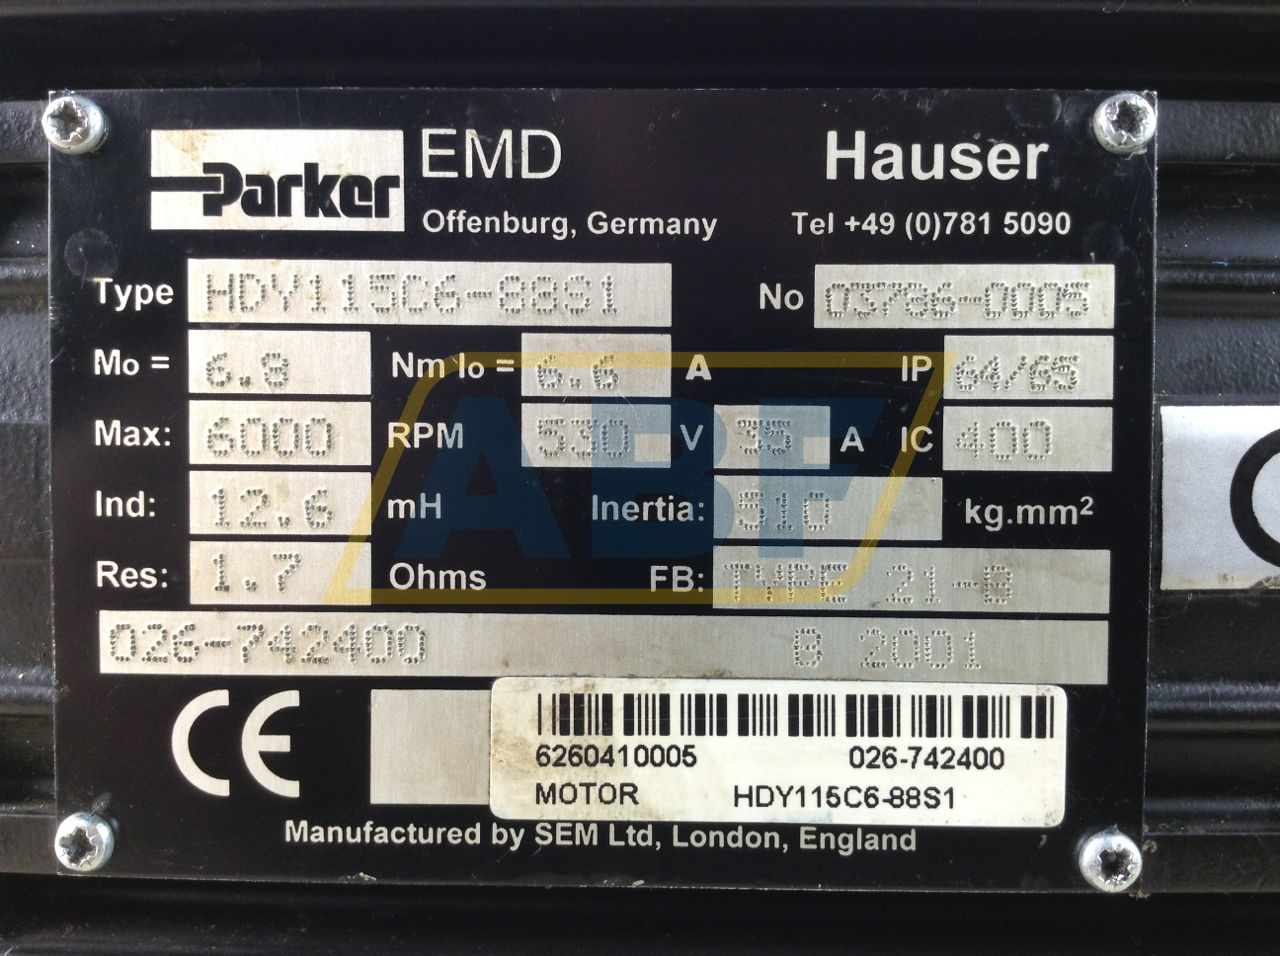 Parker EMD Hauser
Offenburg, Germany Tel +49 (0)781 5090
Type HDY115C6-88S1 No 03786-0005
Mo = 6.8 Nm Io = 6.6 A IP 64/65
Max: 6000 RPM 530 V 35 A IC 400
Ind: 12.6 mH Inertia: 510 kg.mm²
Res: 1.7 Ohms FB: TYPE 21-B
026-742400 8 2001
CE
6260410005 026-742400
MOTOR HDY115C6-88S1
Manufactured by SEM Ltd, London, England
ABF